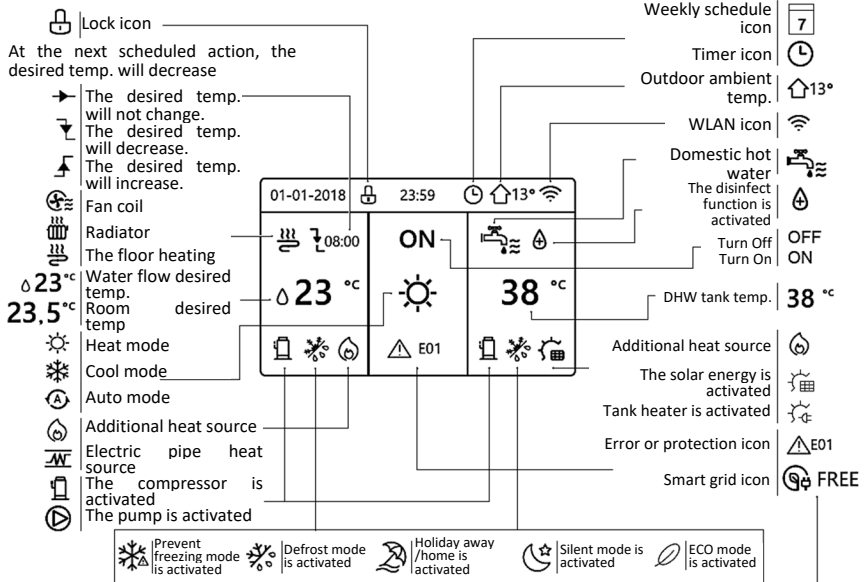 Lock icon
At the next scheduled action, the
desired temp. will decrease
The desired temp.
will not change.
The desired temp.
will decrease.
The desired temp.
will increase.
Fan coil
Radiator
The floor heating
23°C Water flow desired
temp.
23,5°C Room desired
temp
Heat mode
Cool mode
A
Auto mode
Additional heat source
Electric pipe heat
source
The compressor is
activated
The pump is activated
01-01-2018 23:59 13°
08:00 ON
23 °C 38 °C
E01
Weekly schedule
icon
7
Timer icon
Outdoor ambient
temp.
13°
WLAN icon
Domestic hot
water
The disinfect
function is
activated
Turn Off OFF
Turn On ON
DHW tank temp. 38 °C
Additional heat source
The solar energy is
activated
Tank heater is activated
Error or protection icon E01
Smart grid icon FREE
Prevent
freezing mode
is activated
Defrost mode
is activated
Holiday away
/home is
activated
Silent mode is
activated
ECO mode
is activated